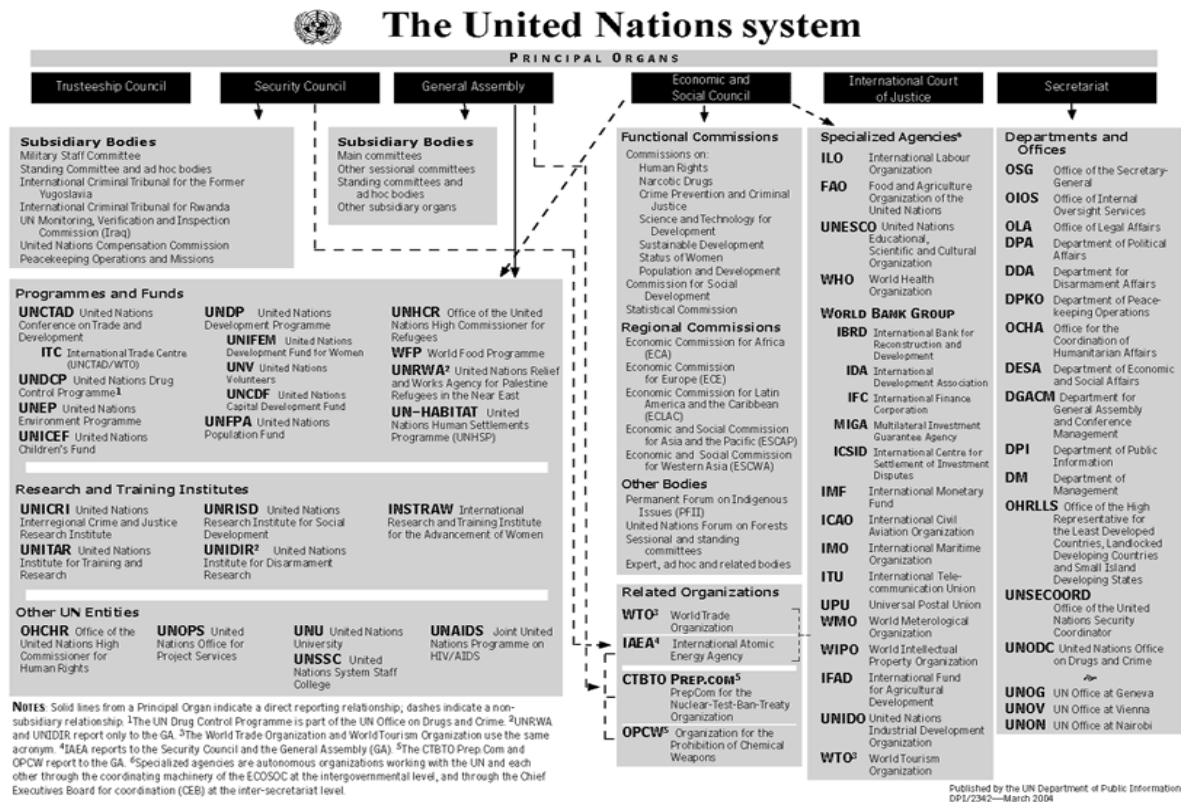 The United Nations system
PRINCIPAL ORGANS
Trusteeship Council
Security Council
General Assembly
Economic and
Social Council
International Court
of Justice
Secretariat
Subsidiary Bodies
Military Staff Committee
Standing Committee and ad hoc bodies
International Criminal Tribunal for the Former
Yugoslavia
International Criminal Tribunal for Rwanda
UN Monitoring, Verification and Inspection
Commission (Iraq)
United Nations Compensation Commission
Peacekeeping Operations and Missions
Subsidiary Bodies
Main committees
Other sessional committees
Standing committees and
ad hoc bodies
Other subsidiary organs
Programmes and Funds
UNCTAD United Nations
Conference on Trade and
Development
ITC International Trade Centre
(UNCTAD/WTO)
UNDCP United Nations Drug
Control Programme¹
UNEP United Nations
Environment Programme
UNICEF United Nations
Children's Fund
UNDP United Nations
Development Programme
UNIFEM United Nations
Development Fund for Women
UNV United Nations
Volunteers
UNCDF United Nations
Capital Development Fund
UNFPA United Nations
Population Fund
UNHCR Office of the United
Nations High Commissioner for
Refugees
WFP World Food Programme
UNRWA² United Nations Relief
and Works Agency for Palestine
Refugees in the Near East
UN-HABITAT United
Nations Human Settlements
Programme (UNHSP)
Research and Training Institutes
UNICRI United Nations
Interregional Crime and Justice
Research Institute
UNITAR United Nations
Institute for Training and
Research
UNRISD United Nations
Research Institute for Social
Development
UNIDIR² United Nations
Institute for Disarmament
Research
INSTRAW International
Research and Training Institute
for the Advancement of Women
Other UN Entities
OHCHR Office of the
United Nations High
Commissioner for
Human Rights
UNOPS United
Nations Office for
Project Services
UNU United Nations
University
UNSSC United
Nations System Staff
College
UNAIDS Joint United
Nations Programme on
HIV/AIDS
Functional Commissions
Commissions on:
Human Rights
Narcotic Drugs
Crime Prevention and Criminal
Justice
Science and Technology for
Development
Sustainable Development
Status of Women
Population and Development
Commission for Social
Development
Statistical Commission
Regional Commissions
Economic Commission for Africa
(ECA)
Economic Commission
for Europe (ECE)
Economic Commission for Latin
America and the Caribbean
(ECLAC)
Economic and Social Commission
for Asia and the Pacific (ESCAP)
Economic and Social Commission
for Western Asia (ESCWA)
Other Bodies
Permanent Forum on Indigenous
Issues (PFII)
United Nations Forum on Forests
Sessional and standing
committees
Expert, ad hoc and related bodies
Related Organizations
WTO³ World Trade
Organization
IAEA⁴ International Atomic
Energy Agency
CTBTO PREP.COM⁵
PrepCom for the
Nuclear-Test-Ban-Treaty
Organization
OPCW⁵ Organization for the
Prohibition of Chemical
Weapons
Specialized Agencies⁶
ILO International Labour
Organization
FAO Food and Agriculture
Organization of the
United Nations
UNESCO United Nations
Educational,
Scientific and Cultural
Organization
WHO World Health
Organization
WORLD BANK GROUP
IBRD International Bank for
Reconstruction and
Development
IDA International
Development Association
IFC International Finance
Corporation
MIGA Multilateral Investment
Guarantee Agency
ICSID International Centre for
Settlement of Investment
Disputes
IMF International Monetary
Fund
ICAO International Civil
Aviation Organization
IMO International Maritime
Organization
ITU International Tele-
communication Union
UPU Universal Postal Union
WMO World Meterological
Organization
WIPO World Intellectual
Property Organization
IFAD International Fund
for Agricultural
Development
UNIDO United Nations
Industrial Development
Organization
WTO³ World Tourism
Organization
Departments and
Offices
OSG Office of the Secretary-
General
OIOS Office of Internal
Oversight Services
OLA Office of Legal Affairs
DPA Department of Political
Affairs
DDA Department for
Disarmament Affairs
DPKO Department of Peace-
keeping Operations
OCHA Office for the
Coordination of
Humanitarian Affairs
DESA Department of Economic
and Social Affairs
DGACM Department for
General Assembly
and Conference
Management
DPI Department of Public
Information
DM Department of
Management
OHRLLS Office of the High
Representative for
the Least Developed
Countries, Landlocked
Developing Countries
and Small Island
Developing States
UNSECOORD
Office of the United
Nations Security
Coordinator
UNODC United Nations Office
on Drugs and Crime
UNOG UN Office at Geneva
UNOV UN Office at Vienna
UNON UN Office at Nairobi
NOTES: Solid lines from a Principal Organ indicate a direct reporting relationship; dashes indicate a non-
subsidiary relationship. ¹The UN Drug Control Programme is part of the UN Office on Drugs and Crime. ²UNRWA
and UNIDIR report only to the GA. ³The World Trade Organization and World Tourism Organization use the same
acronym. ⁴IAEA reports to the Security Council and the General Assembly (GA). ⁵The CTBTO Prep.Com and
OPCW report to the GA. ⁶Specialized agencies are autonomous organizations working with the UN and each
other through the coordinating machinery of the ECOSOC at the intergovernmental level, and through the Chief
Executives Board for coordination (CEB) at the inter-secretariat level.
Published by the UN Department of Public Information
DPI/2342—March 2004